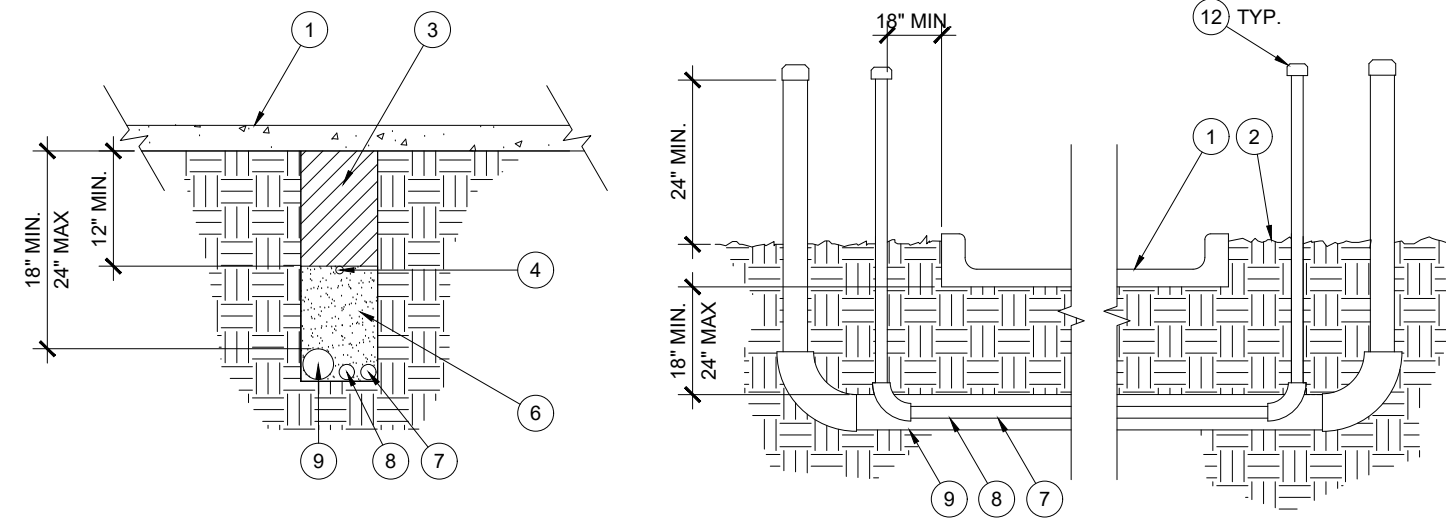 1
3
18" MIN.
24" MAX
12" MIN.
4
6
9
8
7
18" MIN.
12 TYP.
24" MIN.
1
2
18" MIN.
24" MAX
9
8
7